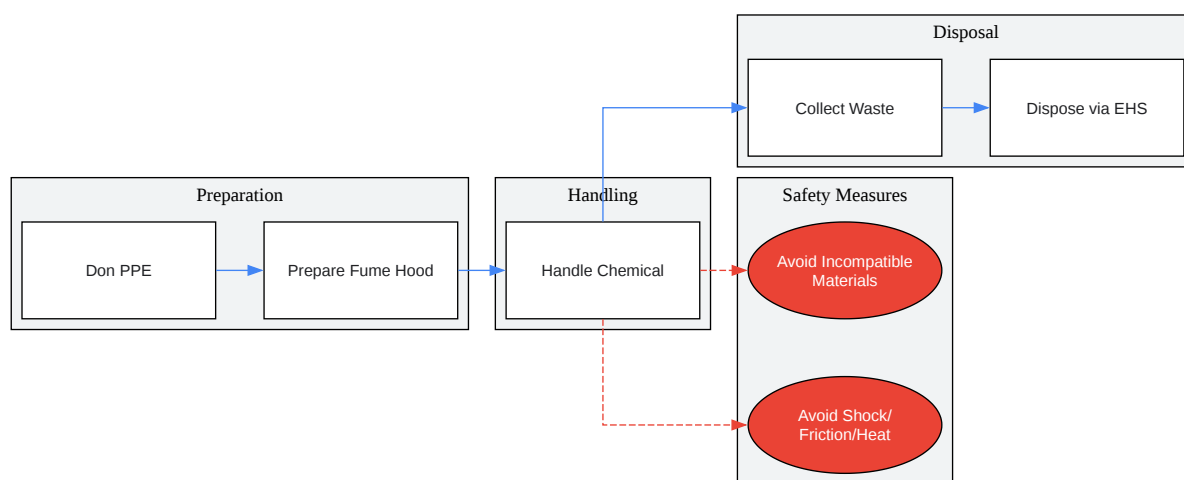 Disposal
Collect Waste
Dispose via EHS
Preparation
Don PPE
Prepare Fume Hood
Handling
Handle Chemical
Safety Measures
Avoid Incompatible
Materials
Avoid Shock/
Friction/Heat